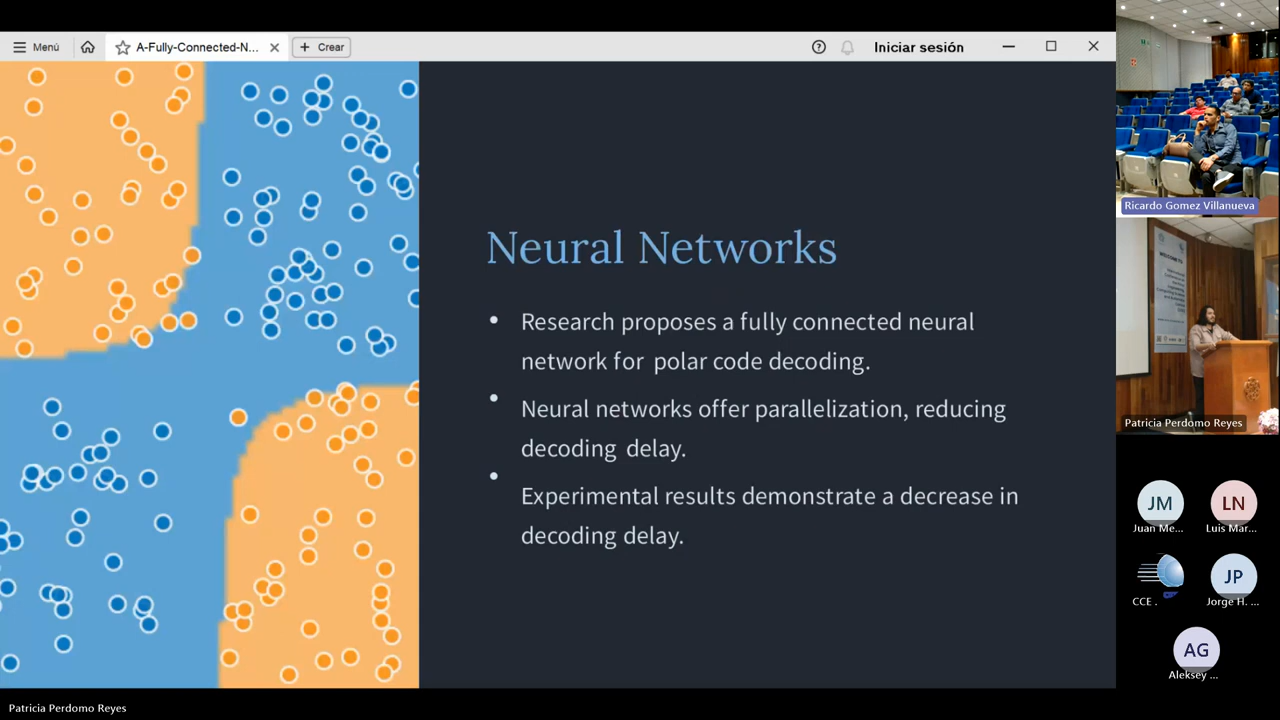 Menú
A-Fully-Connected-N...
Crear
Iniciar sesión
Neural Networks
• Research proposes a fully connected neural
network for polar code decoding.
• Neural networks offer parallelization, reducing
decoding delay.
• Experimental results demonstrate a decrease in
decoding delay.
Ricardo Gomez Villanueva
Patricia Perdomo Reyes
JM
Juan Me...
LN
Luis Mar...
CCE .
JP
Jorge H. ...
AG
Aleksey ...
Patricia Perdomo Reyes